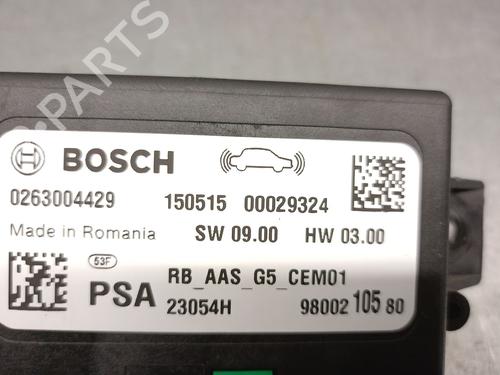 PARTS
BOSCH
0263004429 150515 00029324
Made in Romania SW 09.00 HW 03.00
53F RB_AAS_G5_CEM01
PSA 23054H 98002 105 80